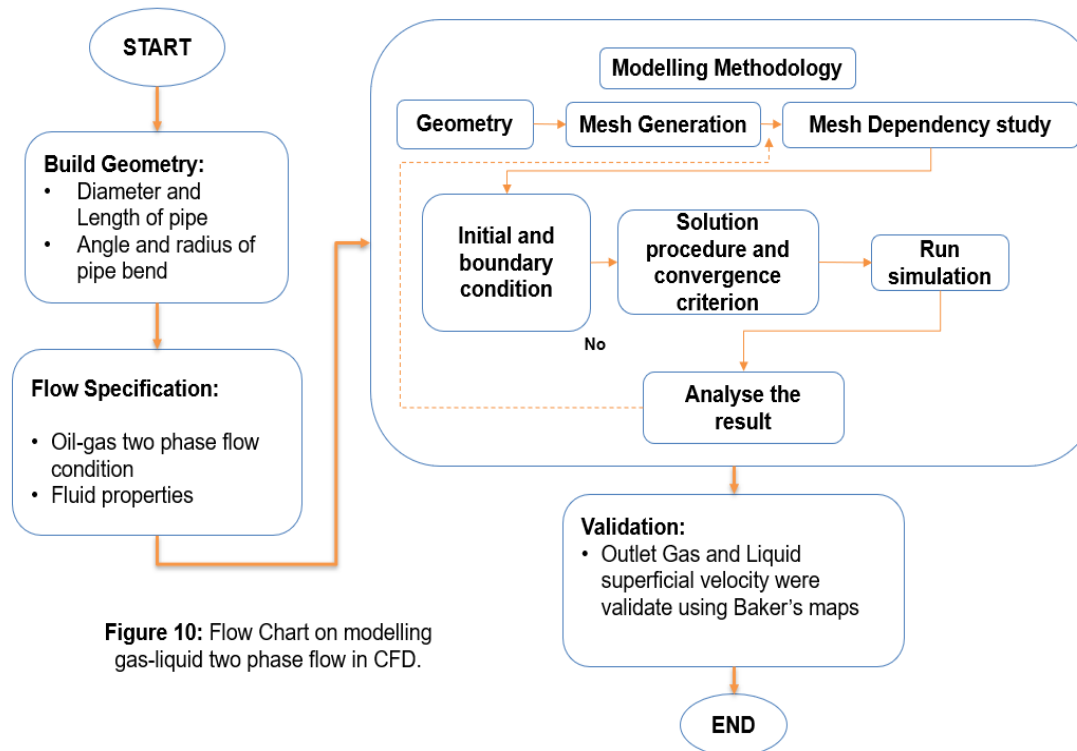 START
Build Geometry:
• Diameter and
Length of pipe
• Angle and radius of
pipe bend
Flow Specification:
• Oil-gas two phase flow
condition
• Fluid properties
Figure 10: Flow Chart on modelling
gas-liquid two phase flow in CFD.
Modelling Methodology
Geometry
Mesh Generation
Mesh Dependency study
Initial and
boundary
condition
Solution
procedure and
convergence
criterion
Run
simulation
No
Analyse the
result
Validation:
• Outlet Gas and Liquid
superficial velocity were
validate using Baker’s maps
END